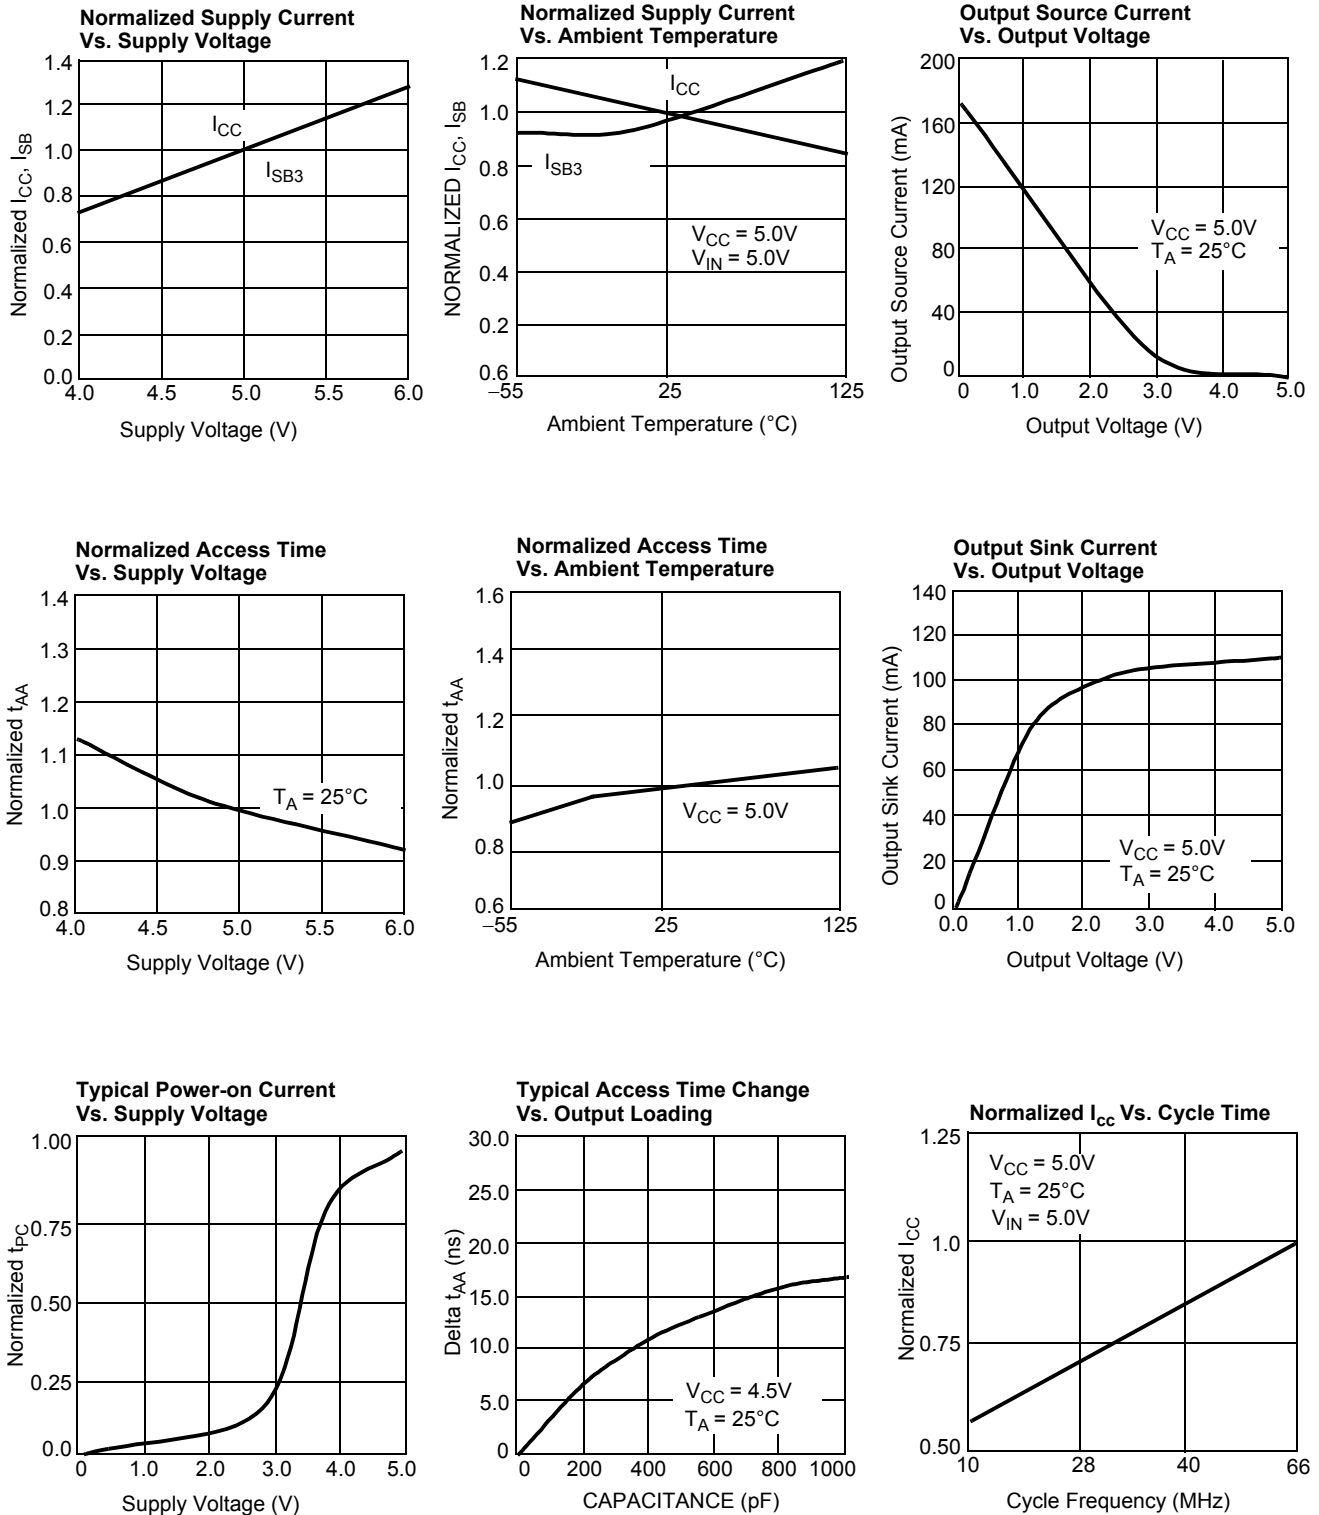 Normalized Supply Current
Vs. Supply Voltage
1.4
1.2
1.0
0.8
0.6
0.4
0.2
0.0
Normalized ICC, ISB
ICC
ISB3
4.0 4.5 5.0 5.5 6.0
Supply Voltage (V)
Normalized Supply Current
Vs. Ambient Temperature
1.2
1.0
0.8
0.6
0.4
0.2
0.6
NORMALIZED ICC, ISB
ICC
ISB3
VCC = 5.0V
VIN = 5.0V
–55 25 125
Ambient Temperature (°C)
Output Source Current
Vs. Output Voltage
200
160
120
80
40
0
Output Source Current (mA)
VCC = 5.0V
TA = 25°C
0 1.0 2.0 3.0 4.0 5.0
Output Voltage (V)
Normalized Access Time
Vs. Supply Voltage
1.4
1.3
1.2
1.1
1.0
0.9
0.8
Normalized tAA
TA = 25°C
4.0 4.5 5.0 5.5 6.0
Supply Voltage (V)
Normalized Access Time
Vs. Ambient Temperature
1.6
1.4
1.2
1.0
0.8
0.6
Normalized tAA
VCC = 5.0V
–55 25 125
Ambient Temperature (°C)
Output Sink Current
Vs. Output Voltage
140
120
100
80
60
40
20
0
Output Sink Current (mA)
VCC = 5.0V
TA = 25°C
0.0 1.0 2.0 3.0 4.0 5.0
Output Voltage (V)
Typical Power-on Current
Vs. Supply Voltage
1.00
0.75
0.50
0.25
0.0
Normalized tPC
0 1.0 2.0 3.0 4.0 5.0
Supply Voltage (V)
Typical Access Time Change
Vs. Output Loading
30.0
25.0
20.0
15.0
10.0
5.0
0
Delta tAA (ns)
VCC = 4.5V
TA = 25°C
0 200 400 600 800 1000
CAPACITANCE (pF)
Normalized Icc Vs. Cycle Time
1.25
1.0
0.75
0.50
Normalized ICC
VCC = 5.0V
TA = 25°C
VIN = 5.0V
10 28 40 66
Cycle Frequency (MHz)